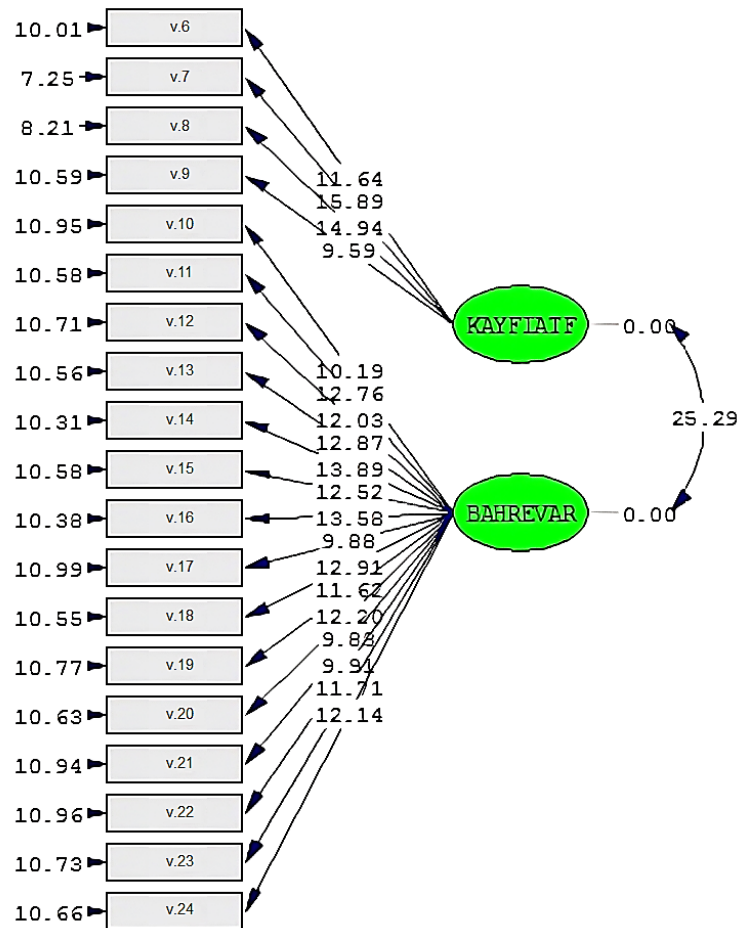 10.01 v.6
7.25 v.7
8.21 v.8
10.59 v.9
10.95 v.10
10.58 v.11
10.71 v.12
10.56 v.13
10.31 v.14
10.58 v.15
10.38 v.16
10.99 v.17
10.55 v.18
10.77 v.19
10.63 v.20
10.94 v.21
10.96 v.22
10.73 v.23
10.66 v.24
11.64
15.89
14.94
9.59
10.19
12.76
12.03
12.87
13.89
12.52
13.58
9.88
12.91
11.62
12.20
9.83
9.91
11.71
12.14
KAYFIATF 0.00
25.29
BAHREVAR 0.00